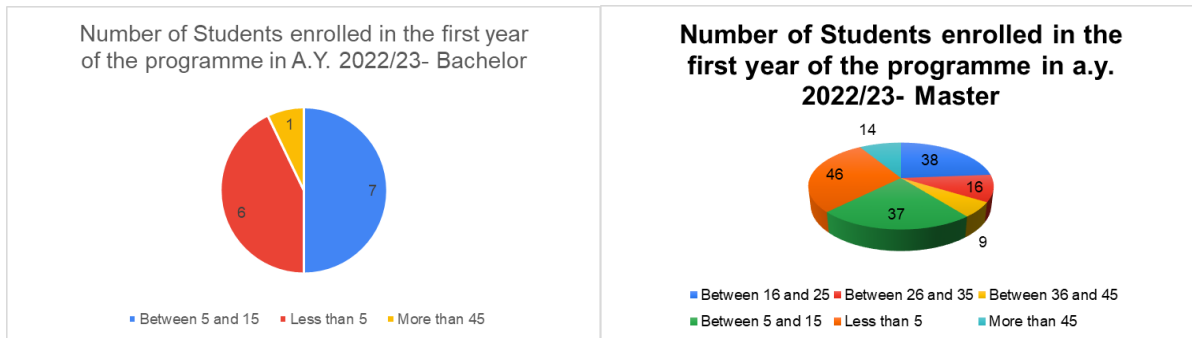 Number of Students enrolled in the first year
of the programme in A.Y. 2022/23- Bachelor
1
7
6
Between 5 and 15 Less than 5 More than 45
Number of Students enrolled in the
first year of the programme in a.y.
2022/23- Master
14
38
46
16
37
9
Between 16 and 25 Between 26 and 35 Between 36 and 45
Between 5 and 15 Less than 5 More than 45